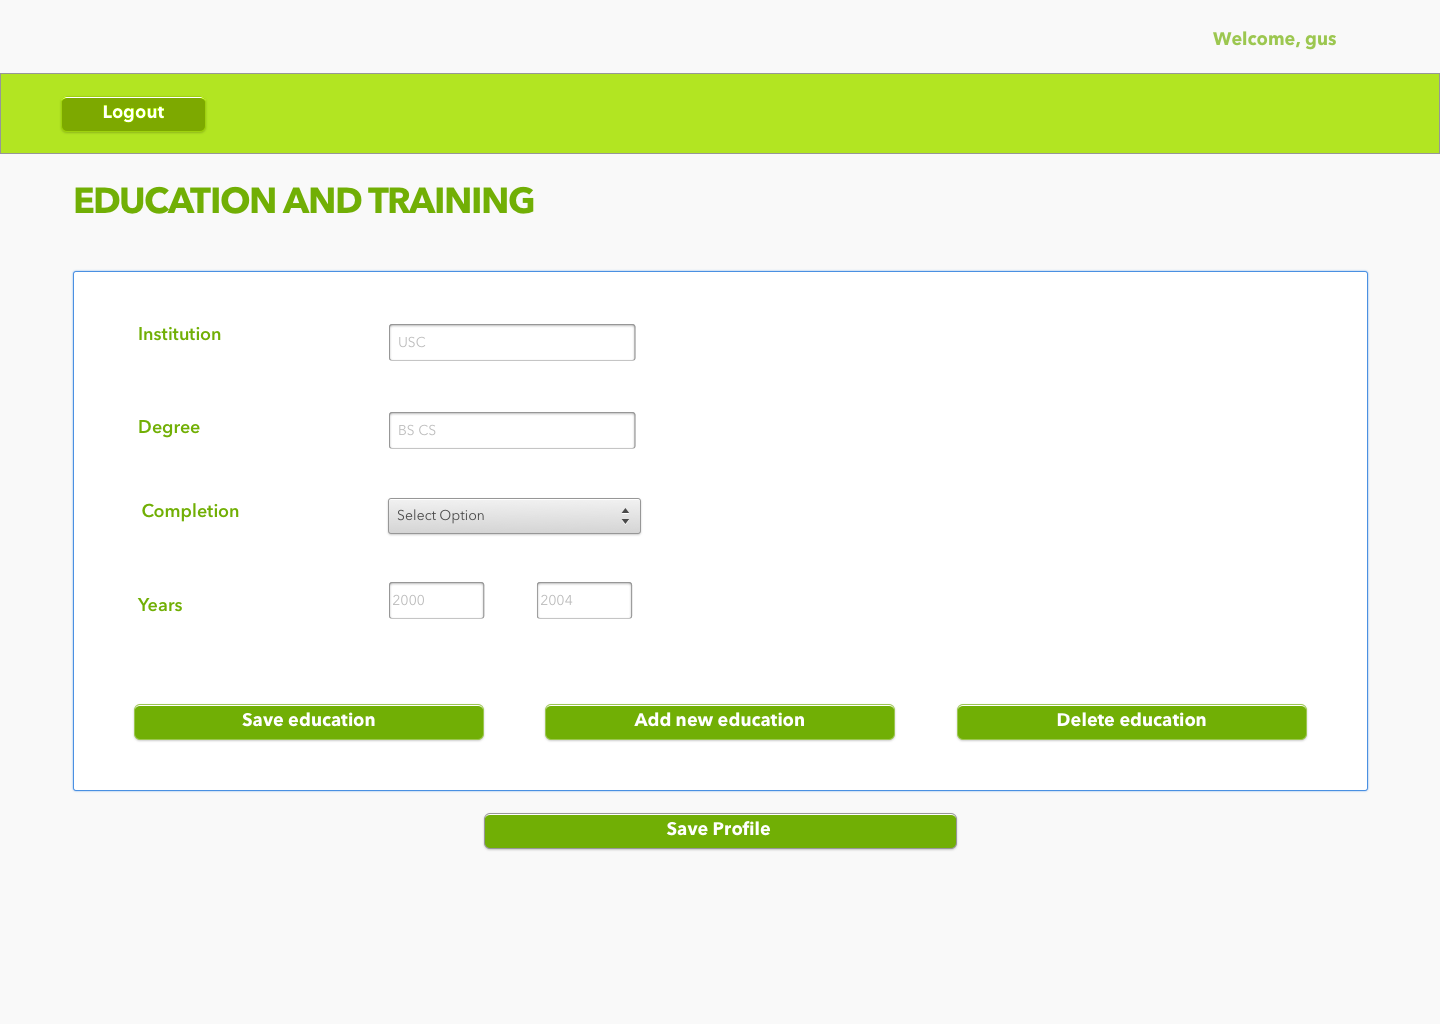 Welcome, gus
Logout
EDUCATION AND TRAINING
Institution
USC
Degree
BS CS
Completion
Select Option
Years
2000
2004
Save education
Add new education
Delete education
Save Profile